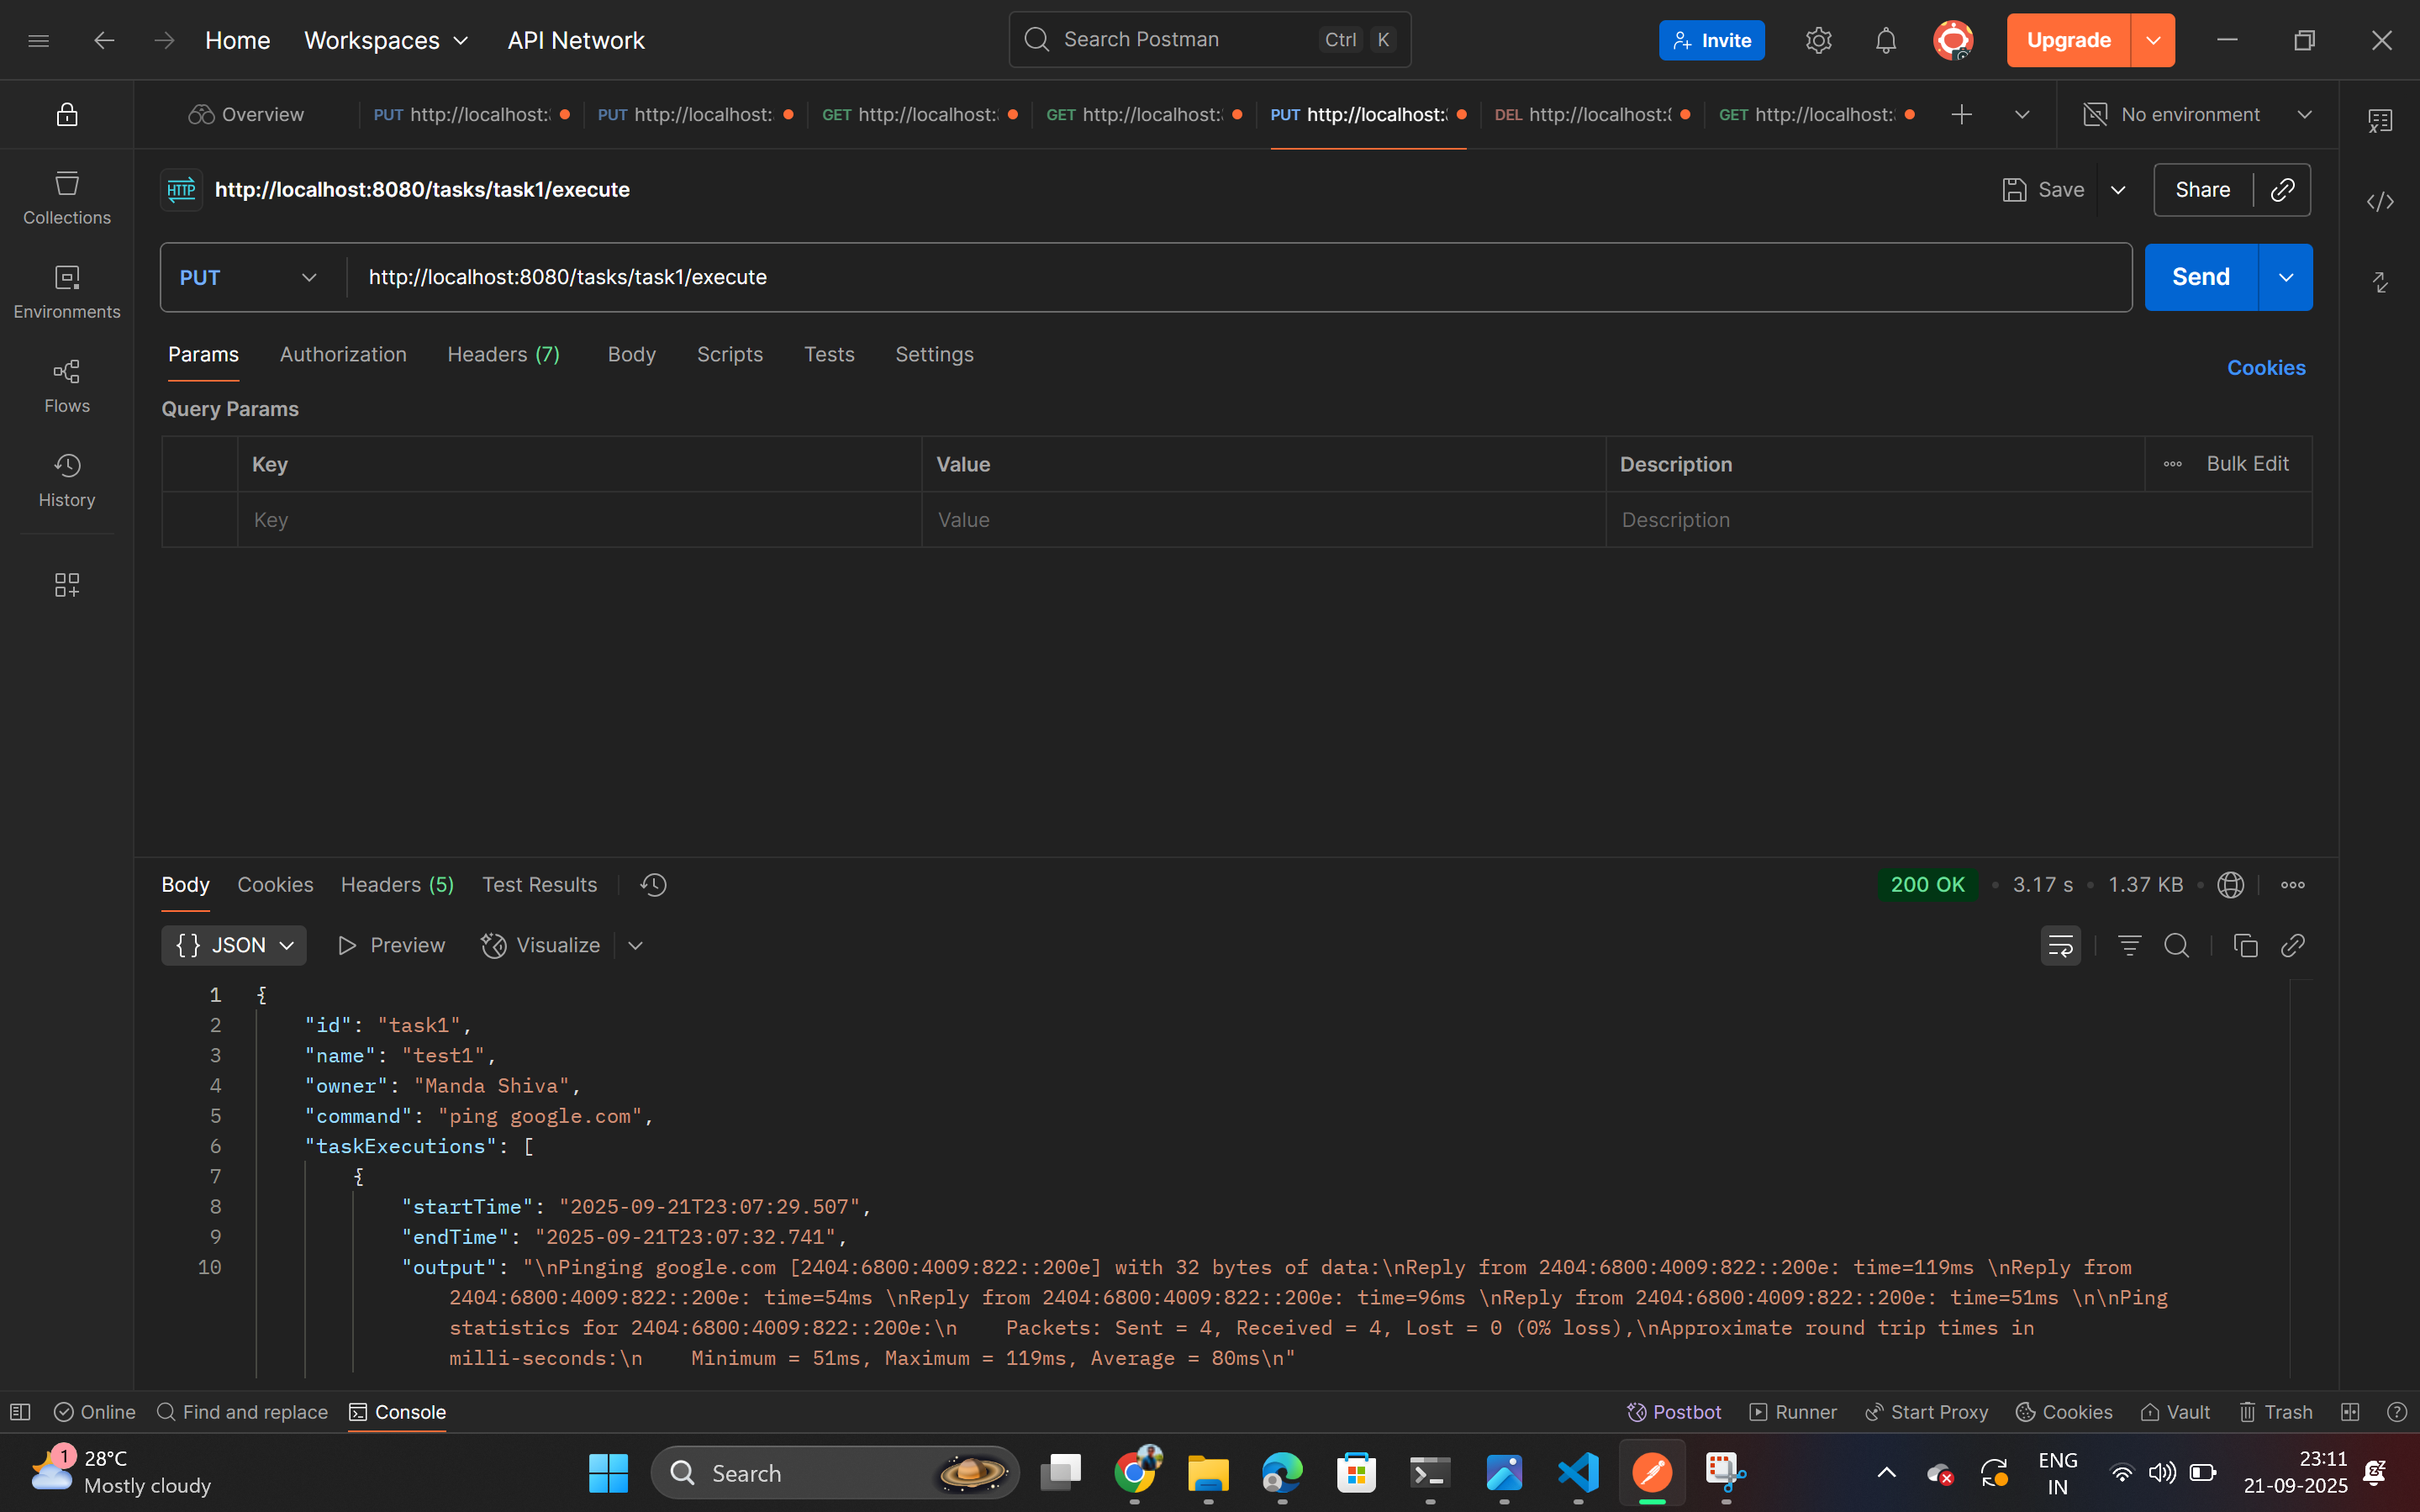 Home Workspaces API Network Search Postman Ctrl K Invite Upgrade
Overview PUT http://localhost: PUT http://localhost: GET http://localhost: GET http://localhost: PUT http://localhost: DEL http://localhost: GET http://localhost: No environment
HTTP http://localhost:8080/tasks/task1/execute Save Share
Collections
Environments
Flows
History
PUT http://localhost:8080/tasks/task1/execute Send
Params Authorization Headers (7) Body Scripts Tests Settings Cookies
Query Params
Key Value Description Bulk Edit
Key Value Description
Body Cookies Headers (5) Test Results 200 OK • 3.17 s • 1.37 KB
{} JSON Preview Visualize
1 {
2 "id": "task1",
3 "name": "test1",
4 "owner": "Manda Shiva",
5 "command": "ping google.com",
6 "taskExecutions": [
7 {
8 "startTime": "2025-09-21T23:07:29.507",
9 "endTime": "2025-09-21T23:07:32.741",
10 "output": "\nPinging google.com [2404:6800:4009:822::200e] with 32 bytes of data:\nReply from 2404:6800:4009:822::200e: time=119ms \nReply from
2404:6800:4009:822::200e: time=54ms \nReply from 2404:6800:4009:822::200e: time=96ms \nReply from 2404:6800:4009:822::200e: time=51ms \n\nPing
statistics for 2404:6800:4009:822::200e:\n    Packets: Sent = 4, Received = 4, Lost = 0 (0% loss),\nApproximate round trip times in
milli-seconds:\n    Minimum = 51ms, Maximum = 119ms, Average = 80ms\n"
Online Find and replace Console Postbot Runner Start Proxy Cookies Vault Trash
1 28°C
Mostly cloudy
Search
ENG
IN
23:11
21-09-2025